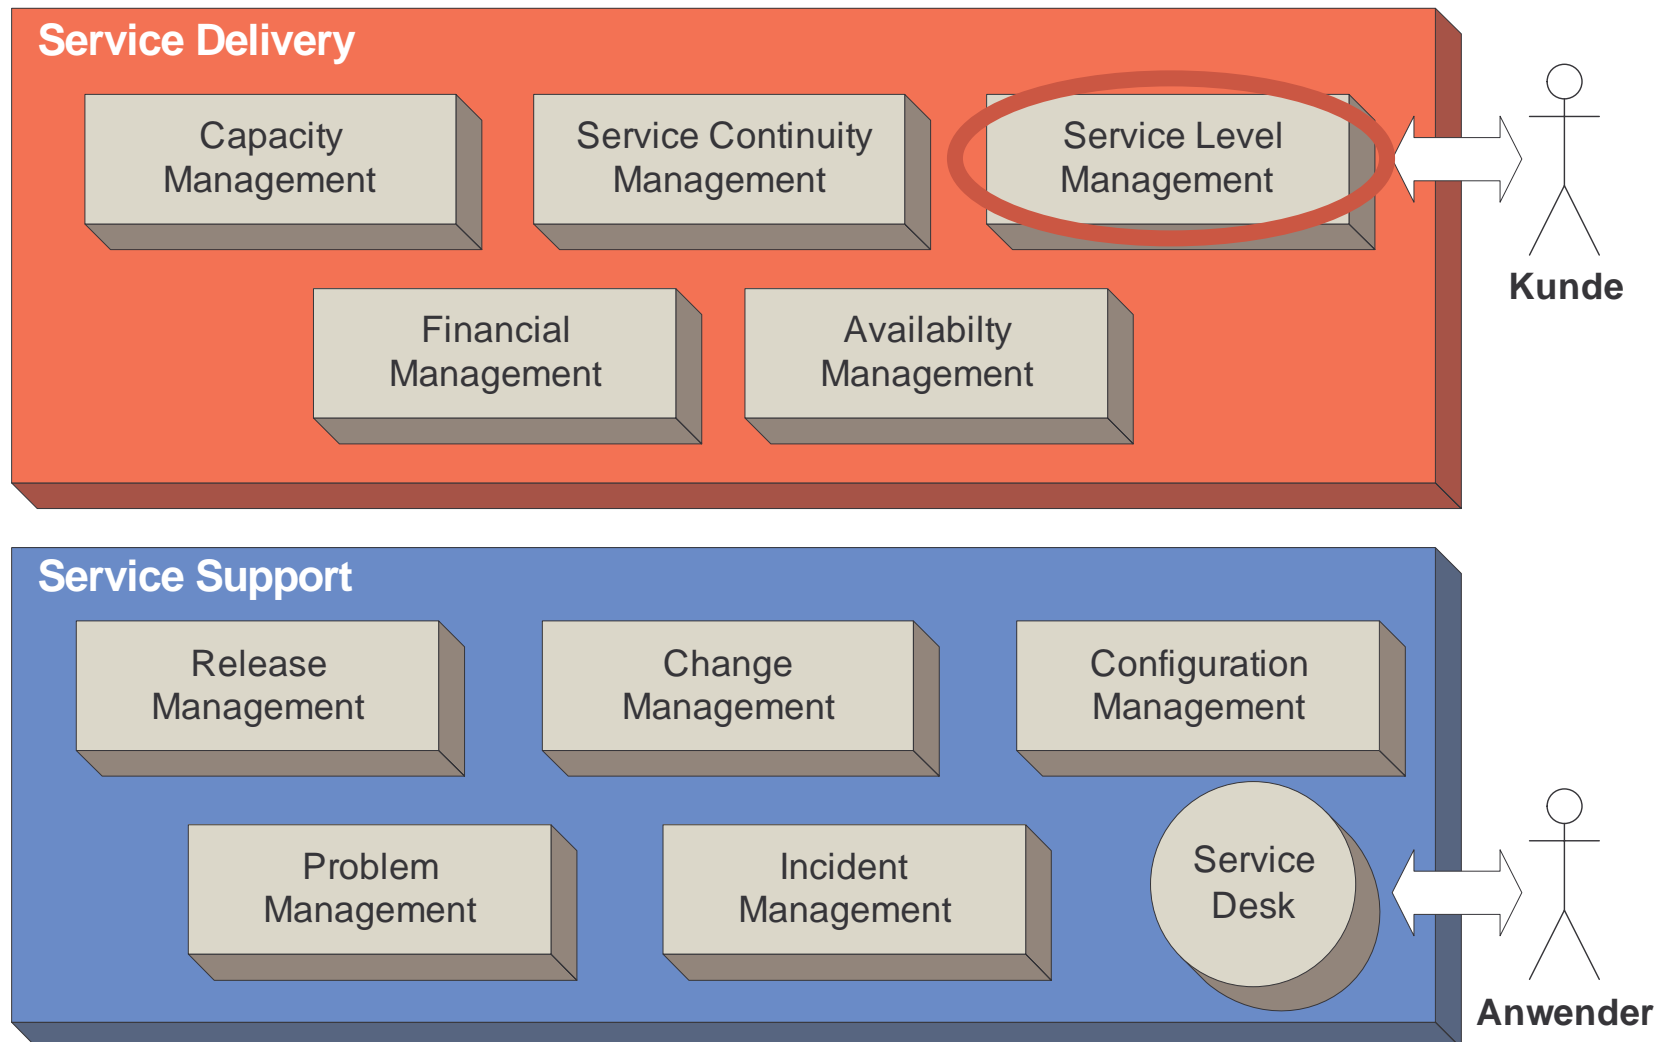 Service Delivery
Capacity
Management
Service Continuity
Management
Service Level
Management
Kunde
Financial
Management
Availabilty
Management
Service Support
Release
Management
Change
Management
Configuration
Management
Problem
Management
Incident
Management
Service
Desk
Anwender